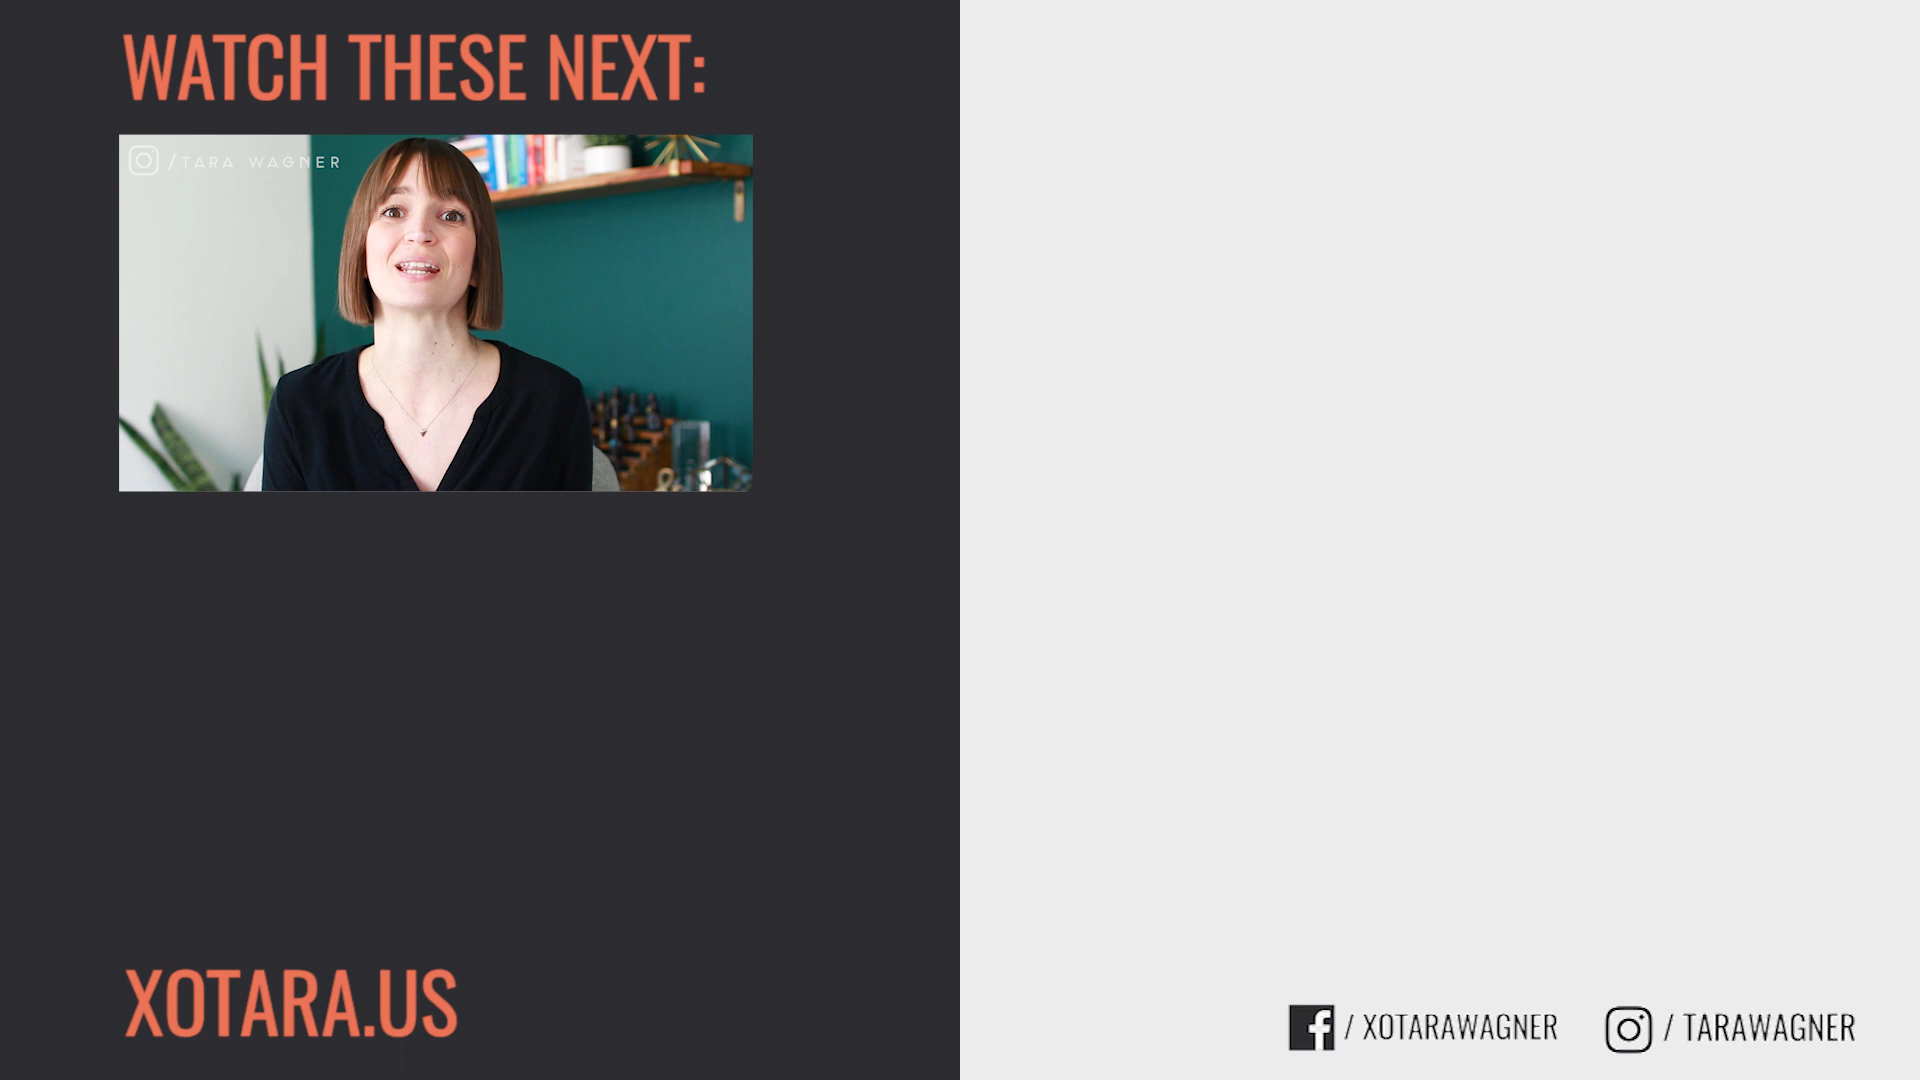 WATCH THESE NEXT:
/TARA WAGNER
XOTARA.US
/ XOTARAWAGNER
/ TARAWAGNER